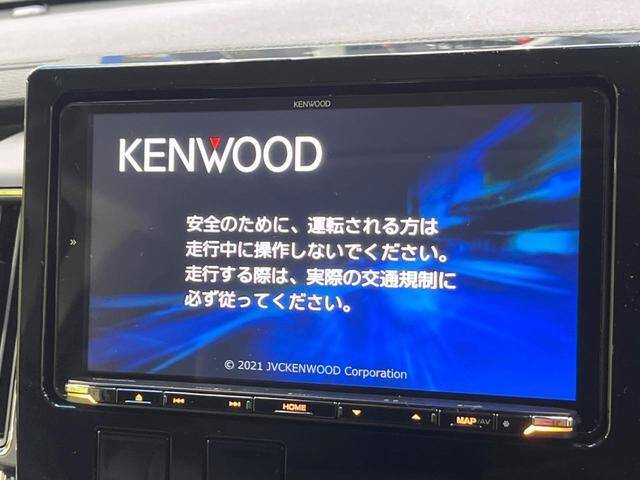 KENWOOD
KENWOOD
安全のために、運転される方は
走行中に操作しないでください。
走行する際は、実際の交通規制に
必ず従ってください。
© 2021 JVCKENWOOD Corporation
HOME
MAP/AV